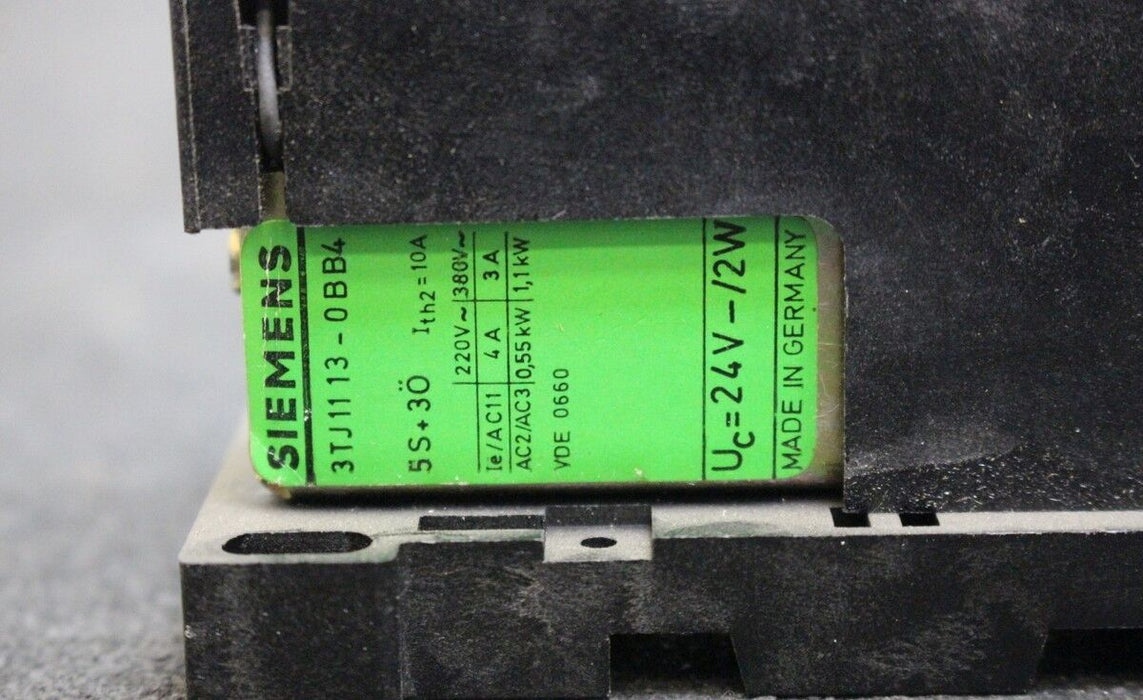 SIEMENS
3TJ1113-0BB4
5S+3Ö Ith2=10A
220V~ 380V~
Ie/AC11 4A 3A
AC2/AC3 0,55kW 1,1kW
VDE 0660
Uc=24V-/2W
MADE IN GERMANY